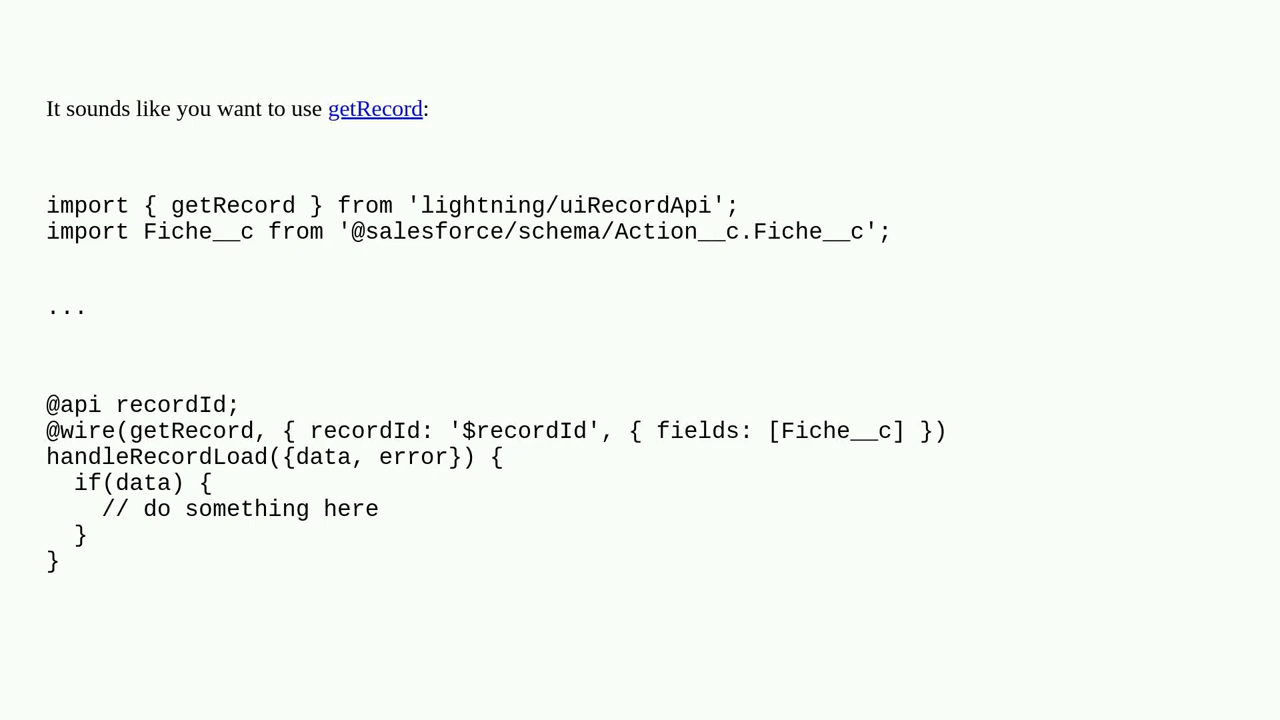 It sounds like you want to use getRecord:
import { getRecord } from 'lightning/uiRecordApi';
import Fiche__c from '@salesforce/schema/Action__c.Fiche__c';
...
@api recordId;
@wire(getRecord, { recordId: '$recordId', { fields: [Fiche__c] })
handleRecordLoad({data, error}) {
  if(data) {
    // do something here
  }
}